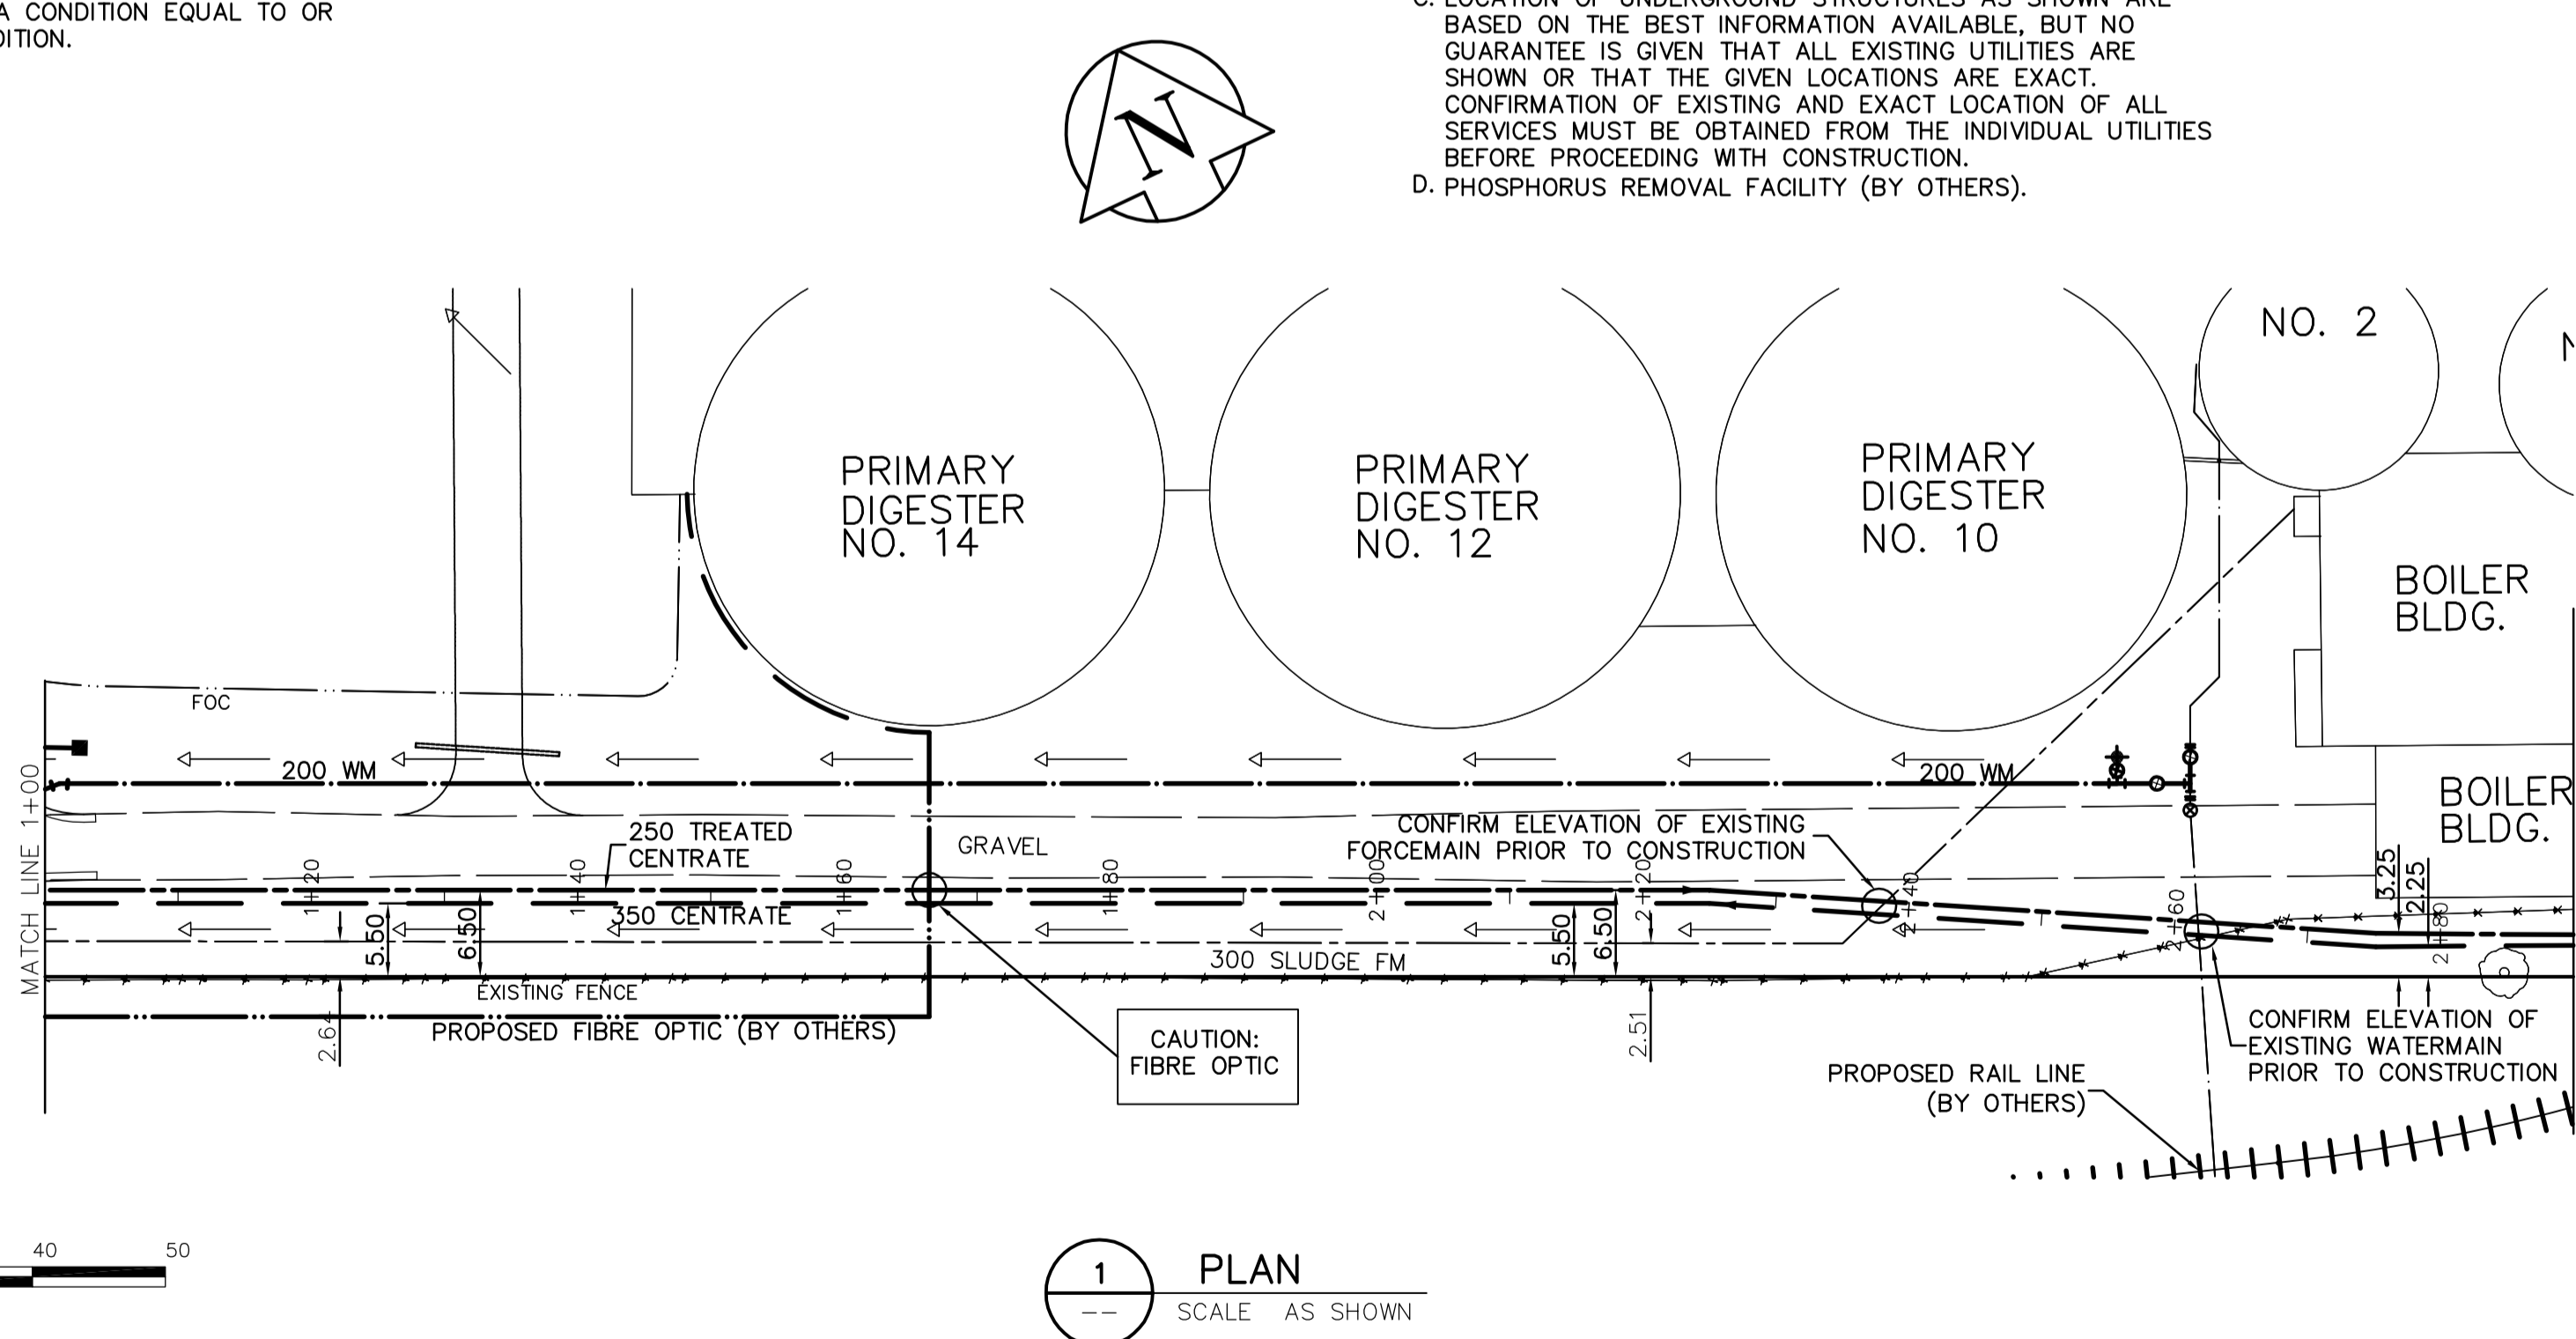 A CONDITION EQUAL TO OR
DITION.
C. LOCATION OF UNDERGROUND STRUCTURES AS SHOWN ARE
BASED ON THE BEST INFORMATION AVAILABLE, BUT NO
GUARANTEE IS GIVEN THAT ALL EXISTING UTILITIES ARE
SHOWN OR THAT THE GIVEN LOCATIONS ARE EXACT.
CONFIRMATION OF EXISTING AND EXACT LOCATION OF ALL
SERVICES MUST BE OBTAINED FROM THE INDIVIDUAL UTILITIES
BEFORE PROCEEDING WITH CONSTRUCTION.
D. PHOSPHORUS REMOVAL FACILITY (BY OTHERS).
N
NO. 2
N
PRIMARY
DIGESTER
NO. 14
PRIMARY
DIGESTER
NO. 12
PRIMARY
DIGESTER
NO. 10
BOILER
BLDG.
BOILER
BLDG.
FOC
200 WM
200 WM
MATCH LINE 1+00
250 TREATED
CENTRATE
GRAVEL
CONFIRM ELEVATION OF EXISTING
FORCEMAIN PRIOR TO CONSTRUCTION
1+20
1+40
1+60
1+80
2+00
2+20
2+40
2+60
2+80
350 CENTRATE
5.50
6.50
5.50
6.50
3.25
2.25
300 SLUDGE FM
EXISTING FENCE
2.64
PROPOSED FIBRE OPTIC (BY OTHERS)
CAUTION:
FIBRE OPTIC
2.51
CONFIRM ELEVATION OF
EXISTING WATERMAIN
PRIOR TO CONSTRUCTION
PROPOSED RAIL LINE
(BY OTHERS)
40 50
1
--
PLAN
SCALE AS SHOWN